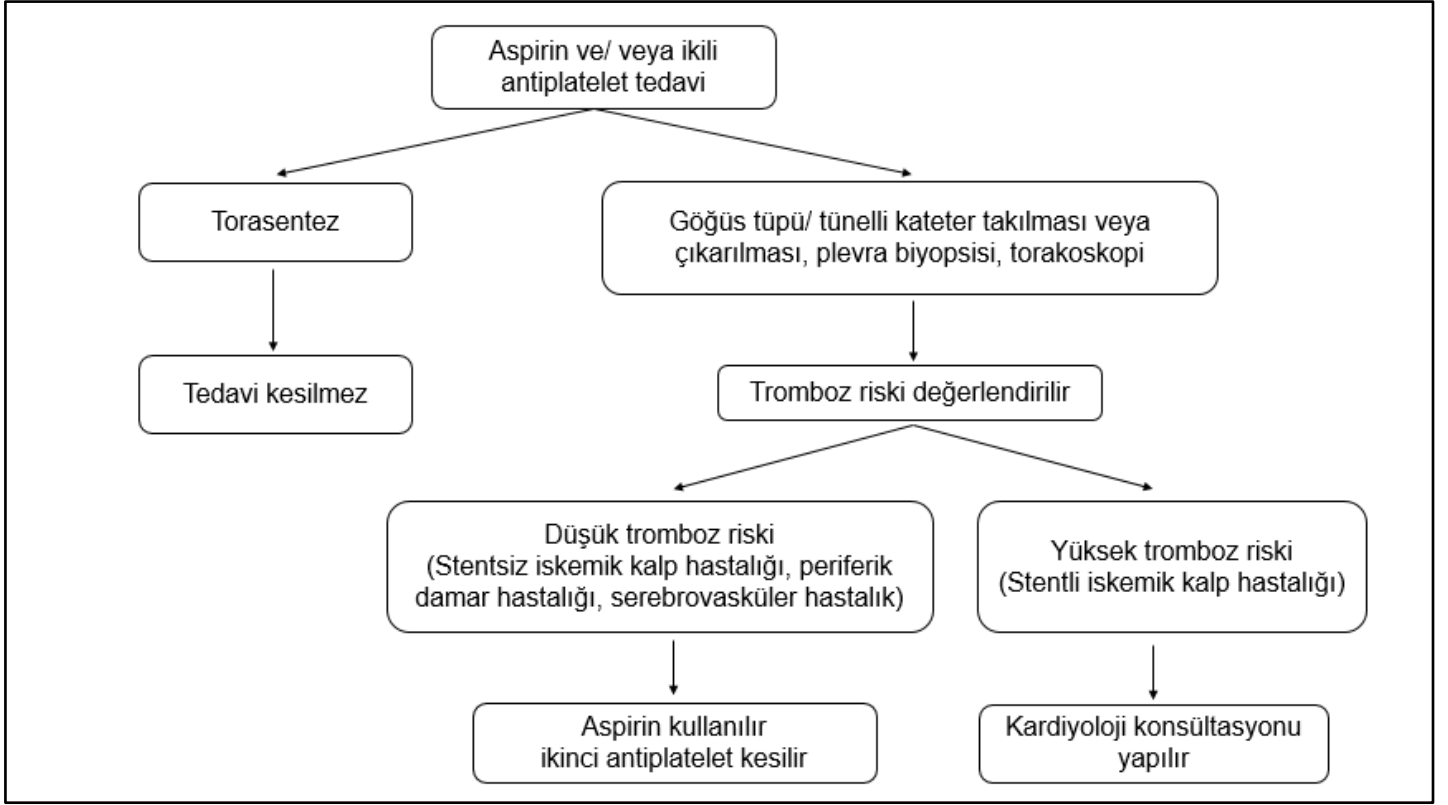 Aspirin ve/ veya ikili
antiplatelet tedavi
Torasentez
Göğüs tüpü/ tünelli kateter takılması veya
çıkarılması, plevra biyopsisi, torakoskopi
Tedavi kesilmez
Tromboz riski değerlendirilir
Düşük tromboz riski
(Stentsiz iskemik kalp hastalığı, periferik
damar hastalığı, serebrovasküler hastalık)
Yüksek tromboz riski
(Stentli iskemik kalp hastalığı)
Aspirin kullanılır
ikinci antiplatelet kesilir
Kardiyoloji konsültasyonu
yapılır